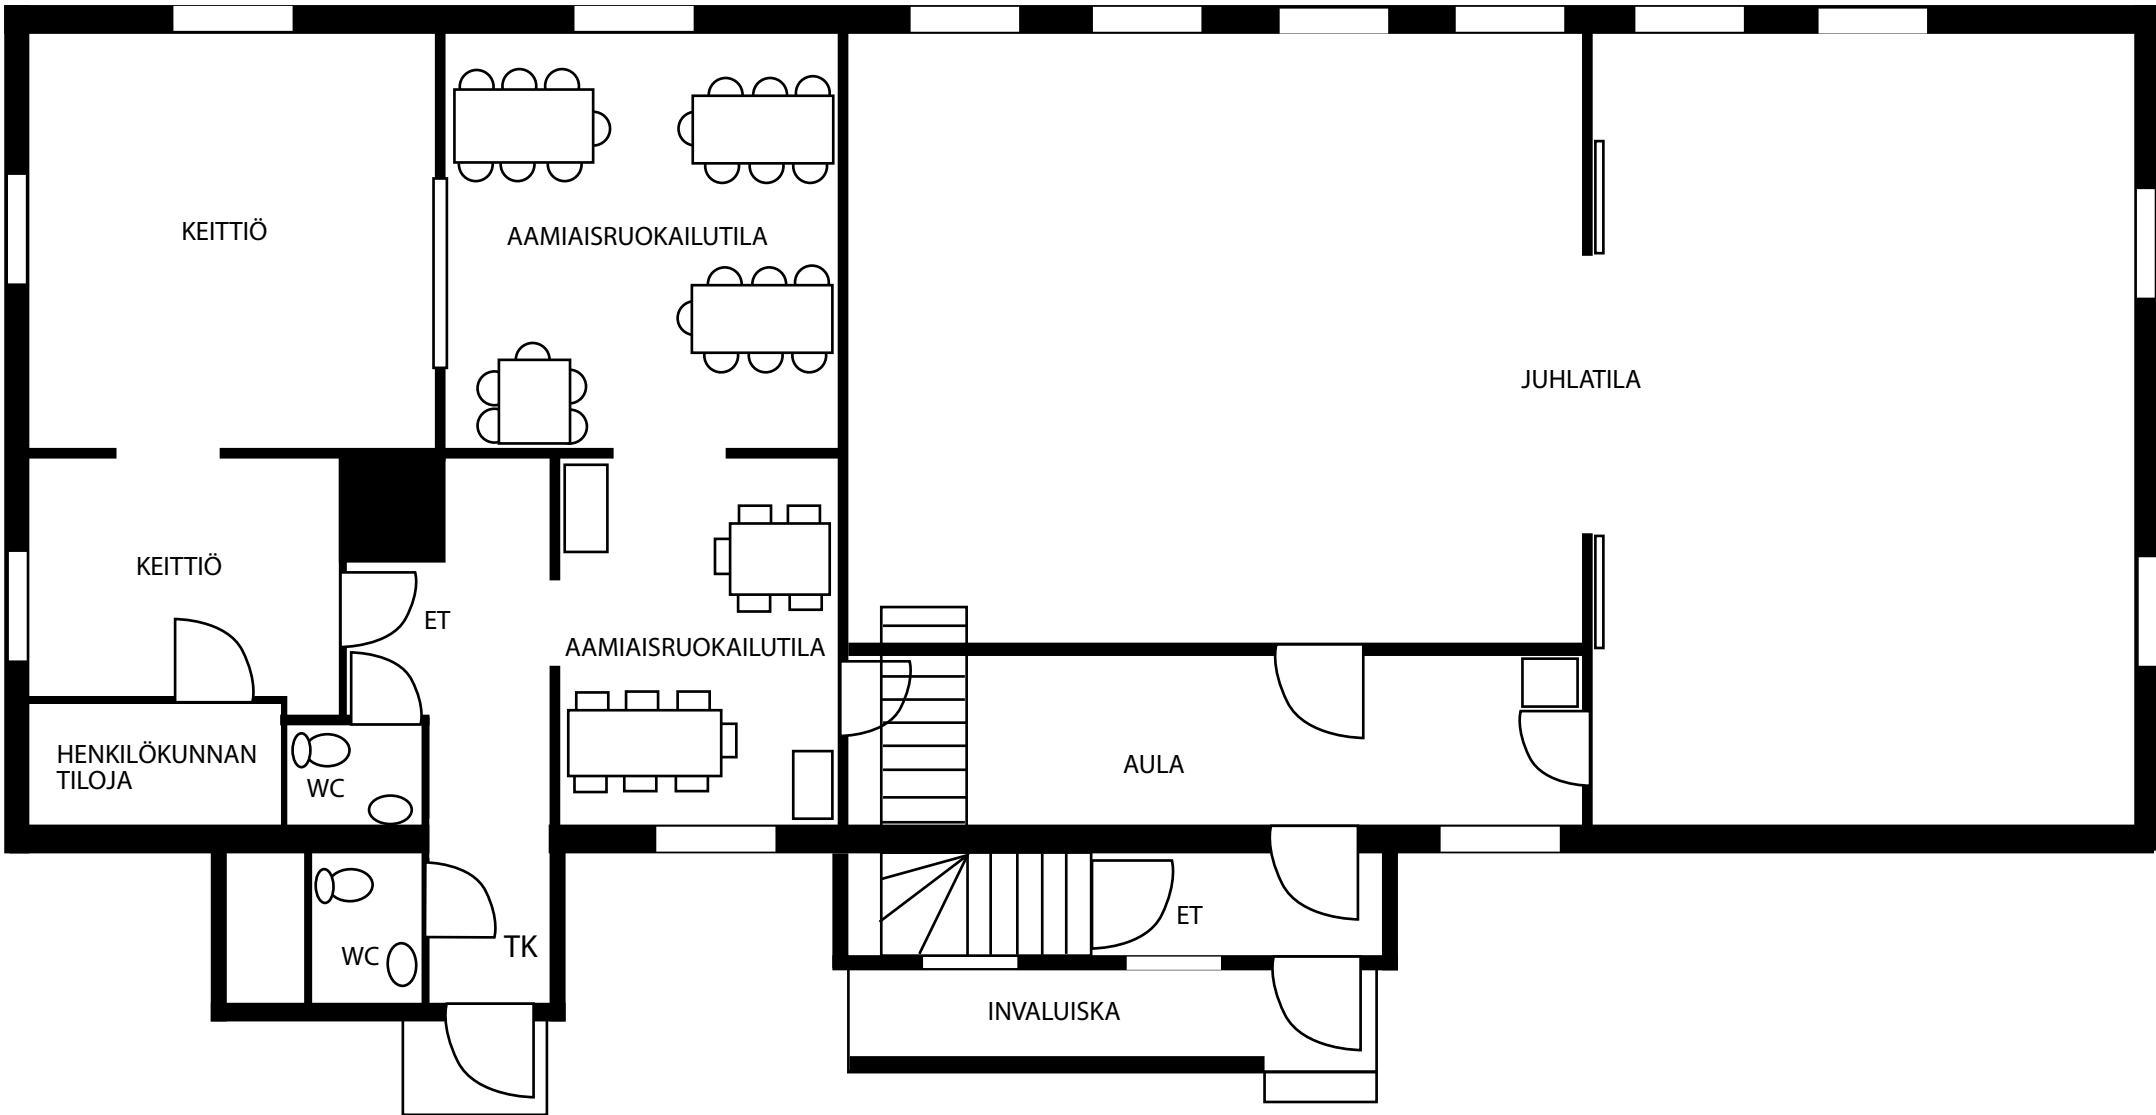 KEITTIÖ
AAMIAISRUOKAILUTILA
JUHLATILA
KEITTIÖ
ET
AAMIAISRUOKAILUTILA
HENKILÖKUNNAN
TILOJA
WC
AULA
WC
TK
ET
INVALUISKA